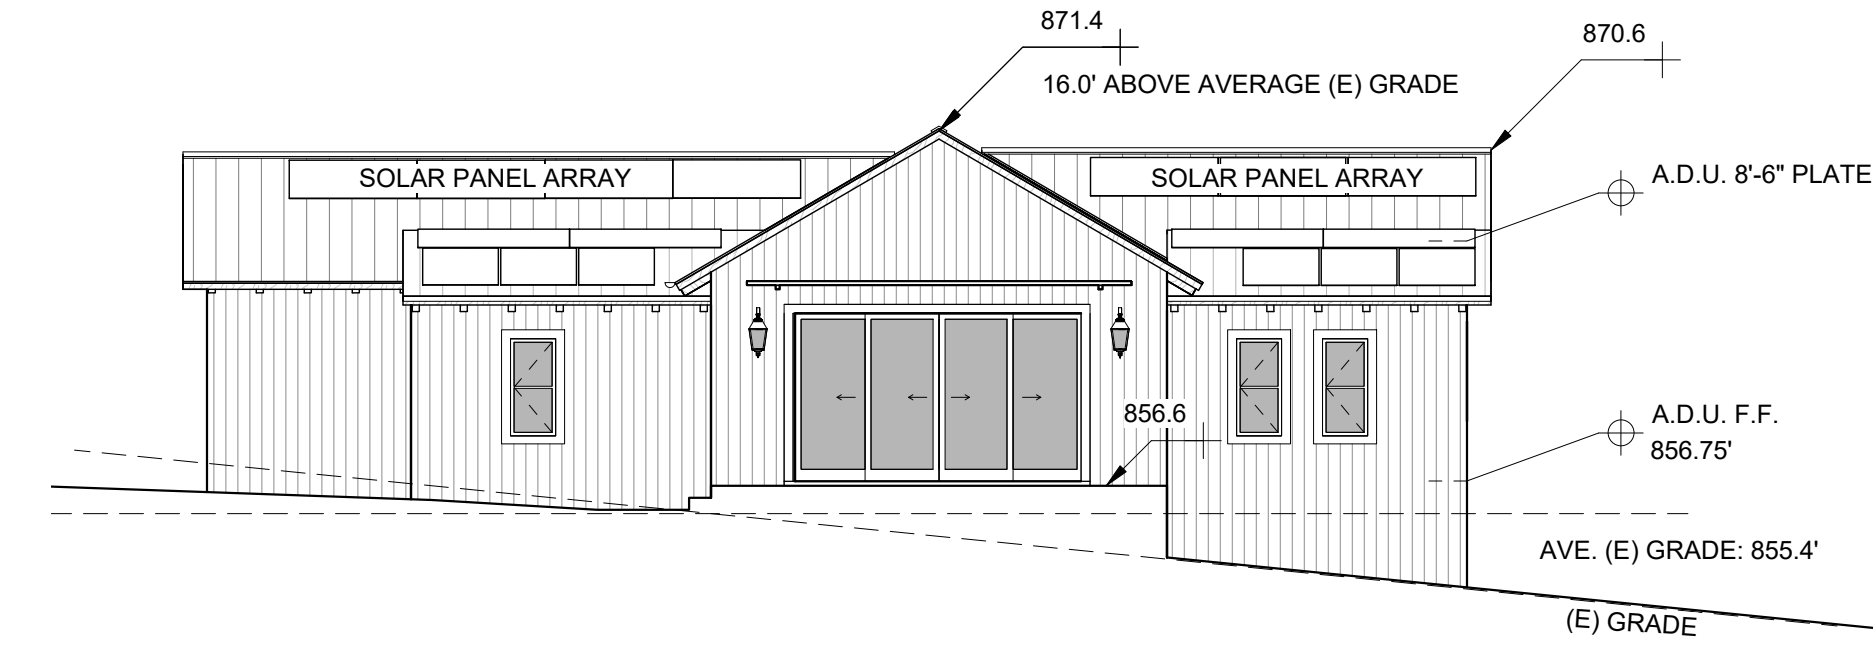 871.4
870.6
16.0' ABOVE AVERAGE (E) GRADE
SOLAR PANEL ARRAY
SOLAR PANEL ARRAY
A.D.U. 8'-6" PLATE
856.6
A.D.U. F.F.
856.75'
AVE. (E) GRADE: 855.4'
(E) GRADE